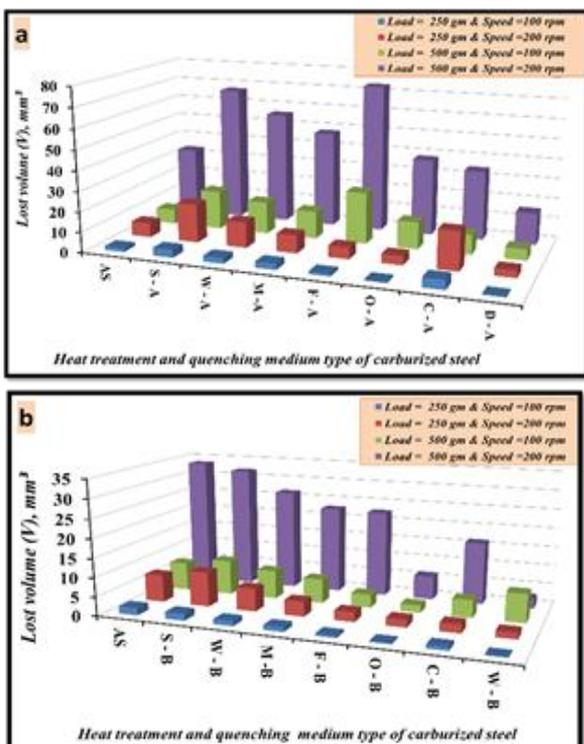 a
Load = 250 gm & Speed =100 rpm
Load = 250 gm & Speed =200 rpm
Load = 500 gm & Speed =100 rpm
Load = 500 gm & Speed =200 rpm
Lost volune (V), mm³
80
70
60
50
40
30
20
10
0
AS
S - A
W - A
M -A
F - A
O - A
C - A
D - A
Heat treatment and quenching medium type of carburized steel
b
Load = 250 gm & Speed =100 rpm
Load = 250 gm & Speed =200 rpm
Load = 500 gm & Speed =100 rpm
Load = 500 gm & Speed =200 rpm
Lost volume (V), mm³
35
30
25
20
15
10
5
0
AS
S - B
W - B
M - B
F - B
O - B
C - B
W - B
Heat treatment and quenching medium type of carburized steel